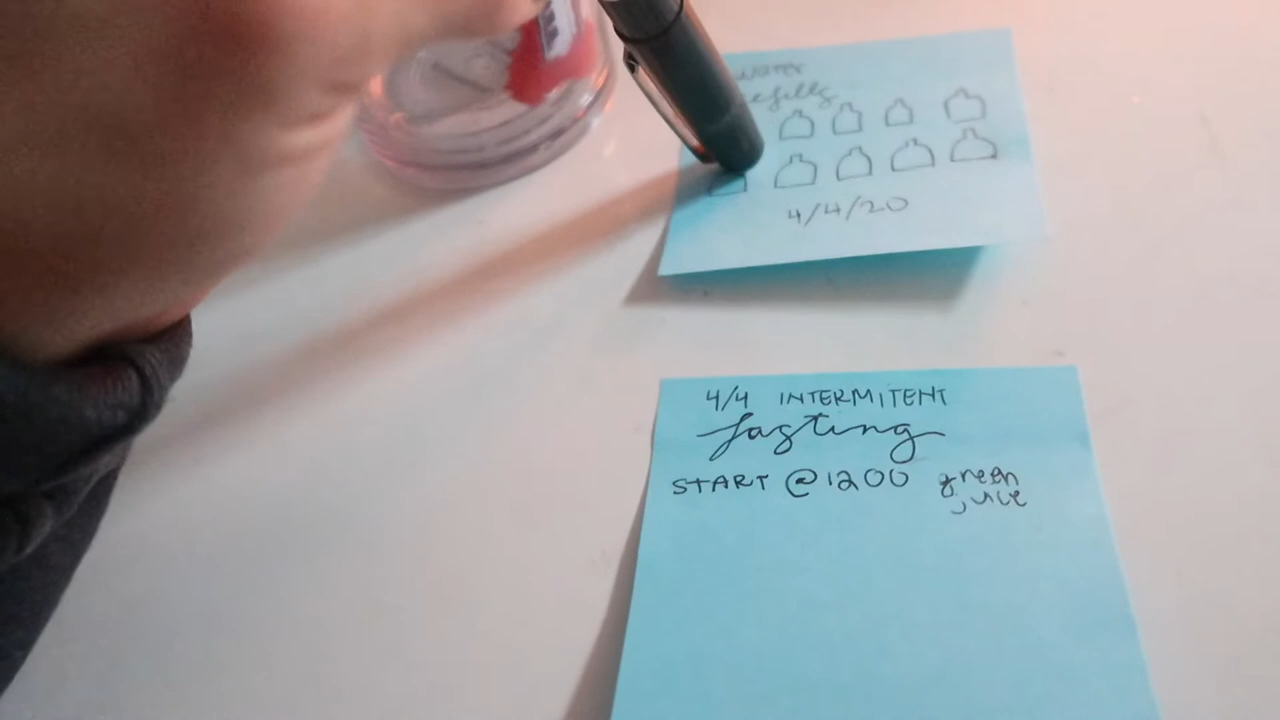 WATER
refills
4/4/20
4/4 INTERMITENT
fasting
START @ 1200 green
juice